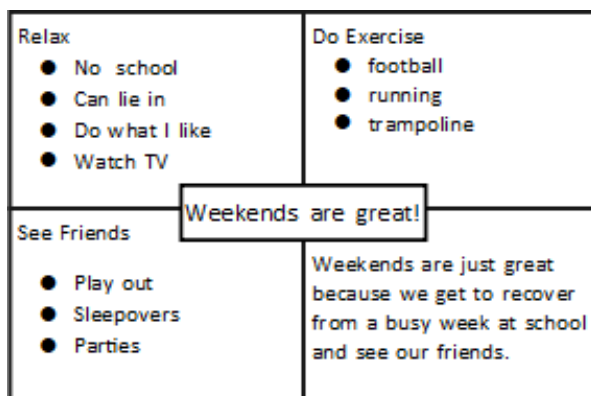 Relax
● No school
● Can lie in
● Do what I like
● Watch TV
Do Exercise
● football
● running
● trampoline
Weekends are great!
See Friends
● Play out
● Sleepovers
● Parties
Weekends are just great
because we get to recover
from a busy week at school
and see our friends.